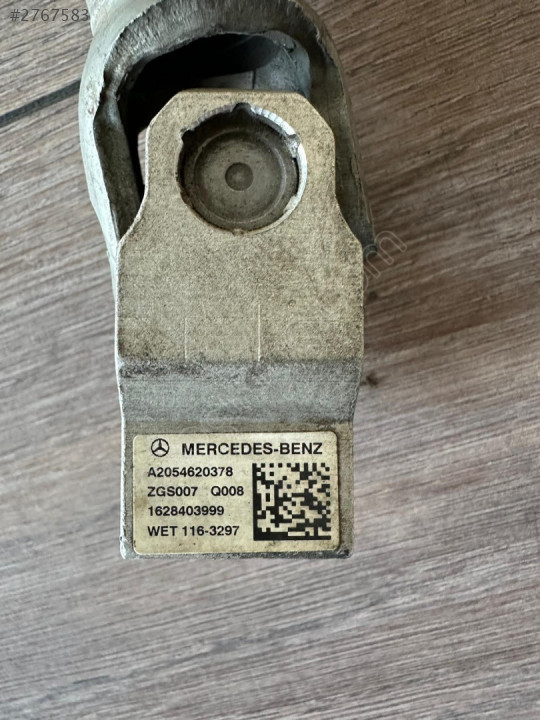 #2767583
MERCEDES-BENZ
A2054620378
ZGS007 Q008
1628403999
WET 116-3297